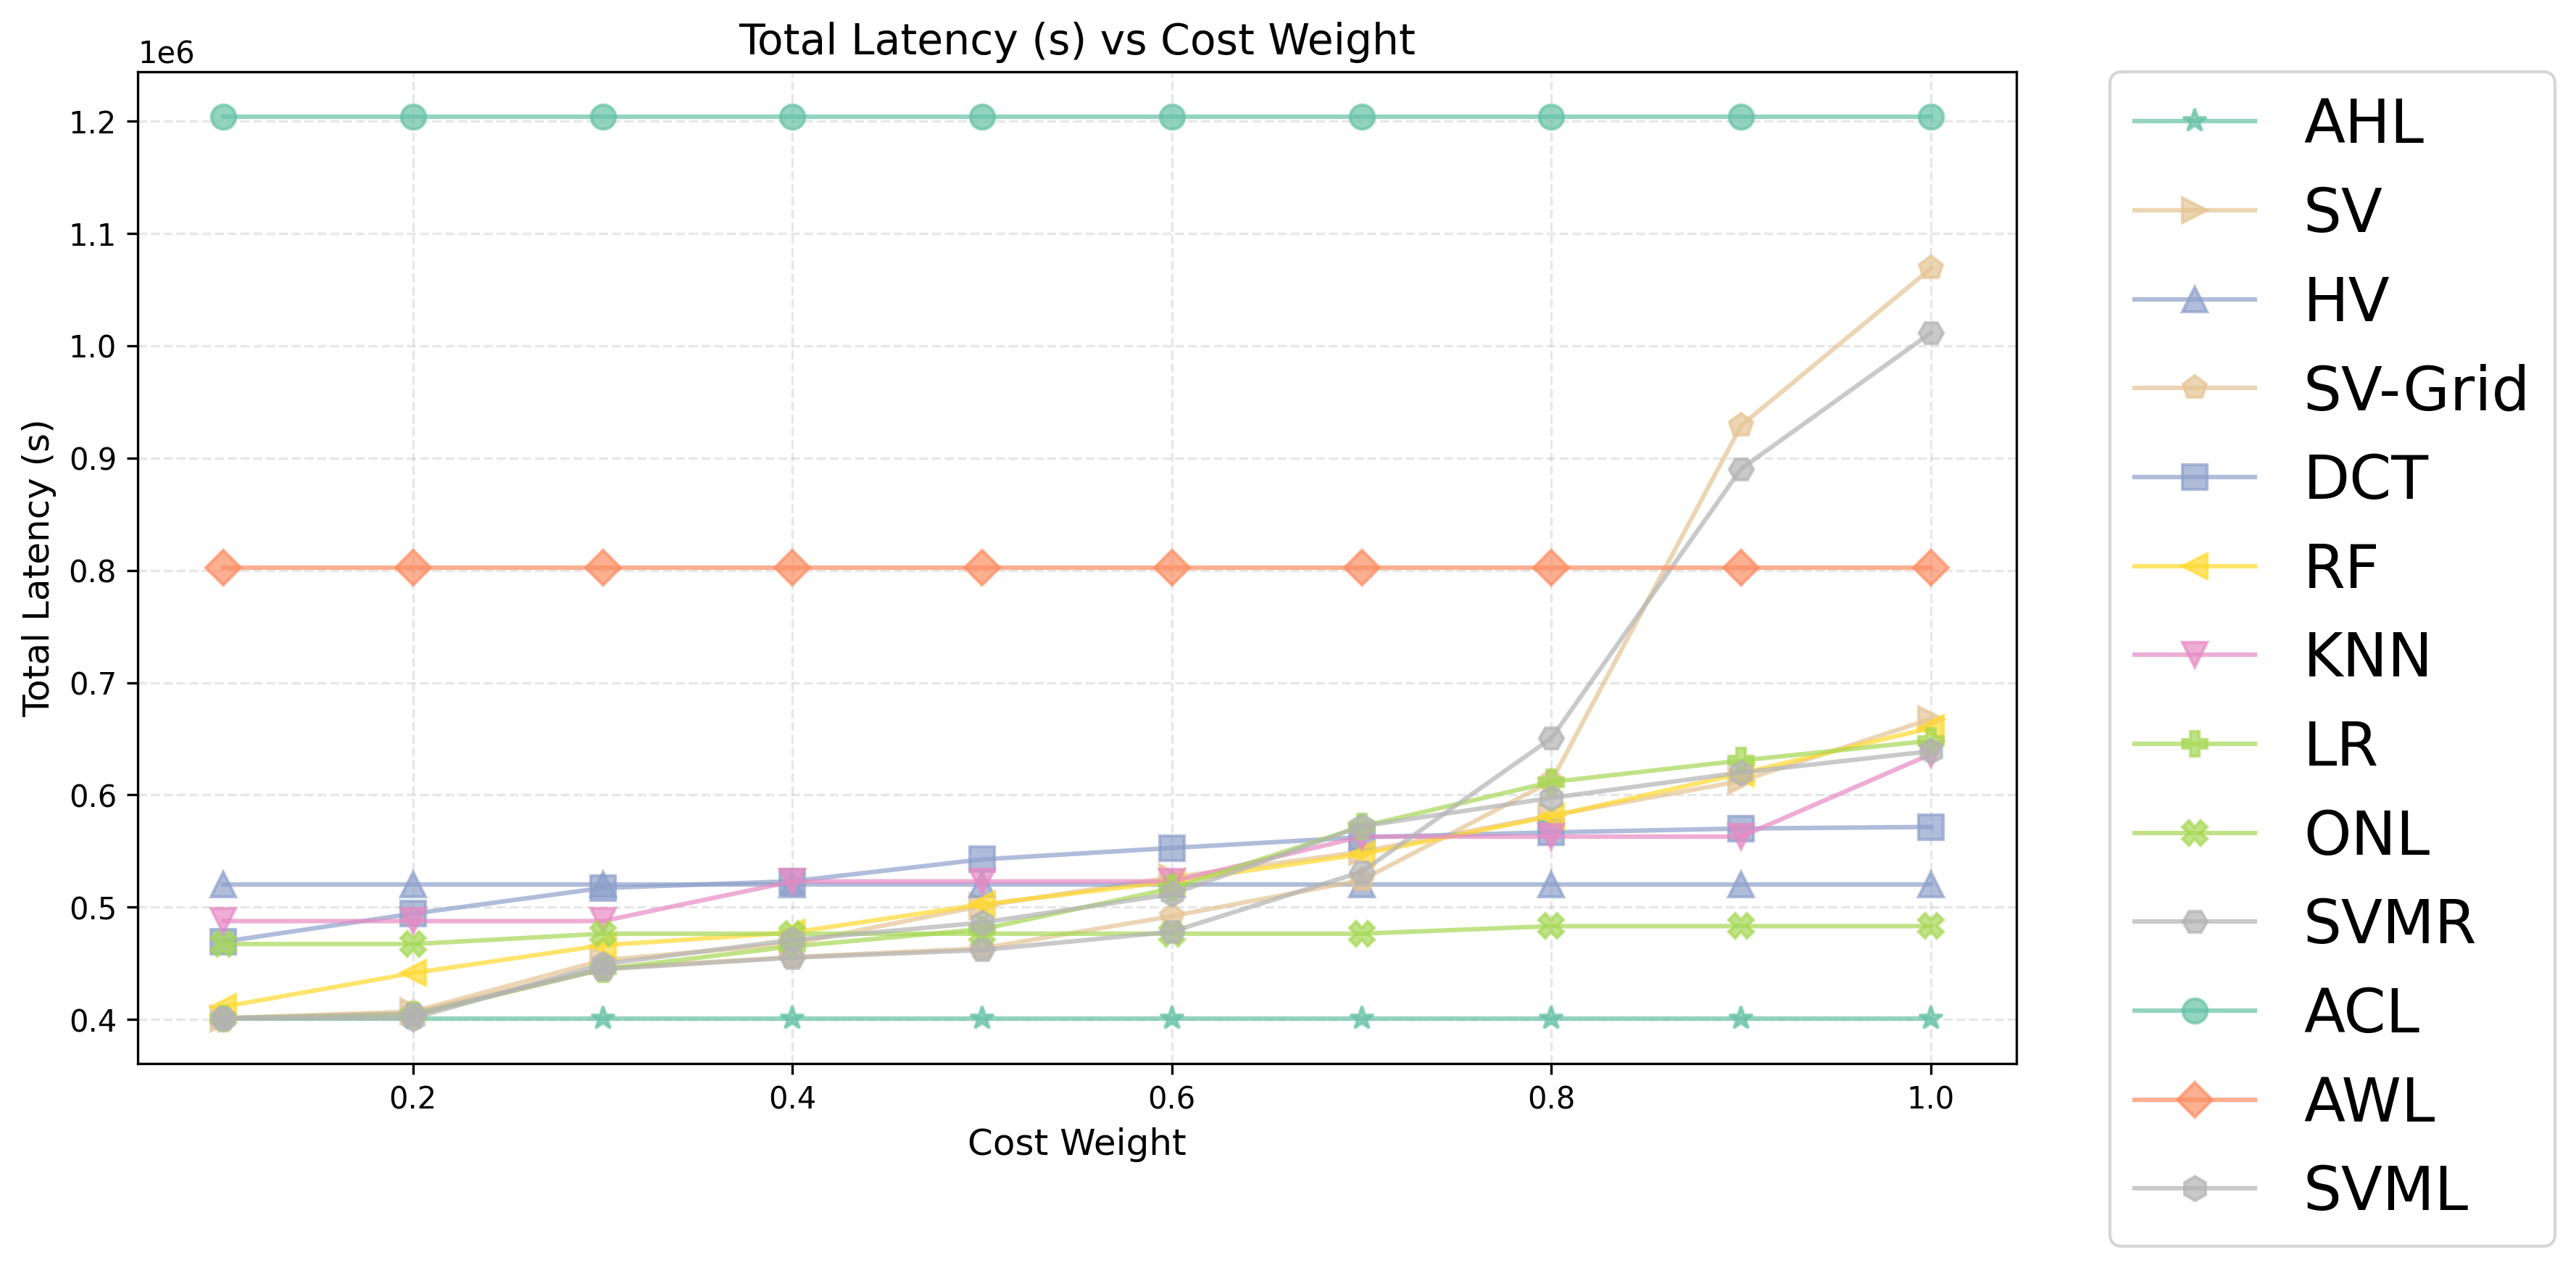 Total Latency (s) vs Cost Weight
1e6
1.2
1.1
1.0
0.9
0.8
0.7
0.6
0.5
0.4
Total Latency (s)
0.2
0.4
0.6
0.8
1.0
Cost Weight
AHL
SV
HV
SV-Grid
DCT
RF
KNN
LR
ONL
SVMR
ACL
AWL
SVML